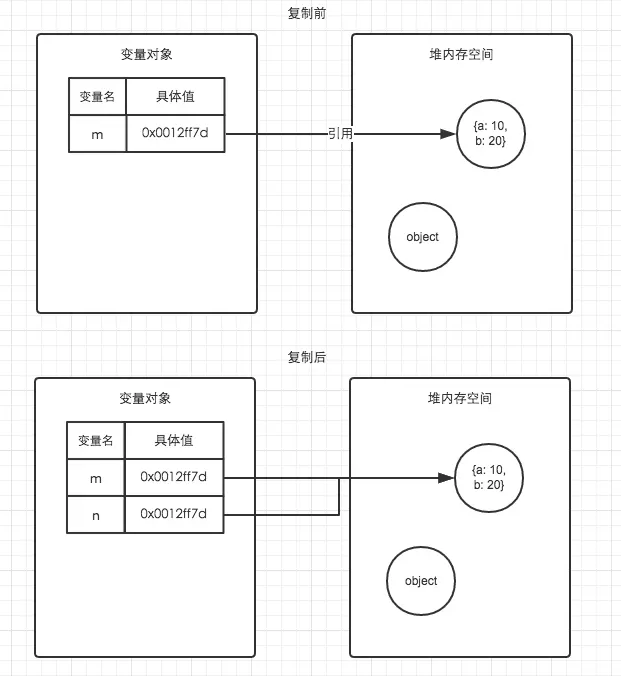 复制前
变量对象
堆内存空间
变量名 具体值
m 0x0012ff7d
引用
{a: 10,
b: 20}
object
复制后
变量对象
堆内存空间
变量名 具体值
m 0x0012ff7d
n 0x0012ff7d
{a: 10,
b: 20}
object